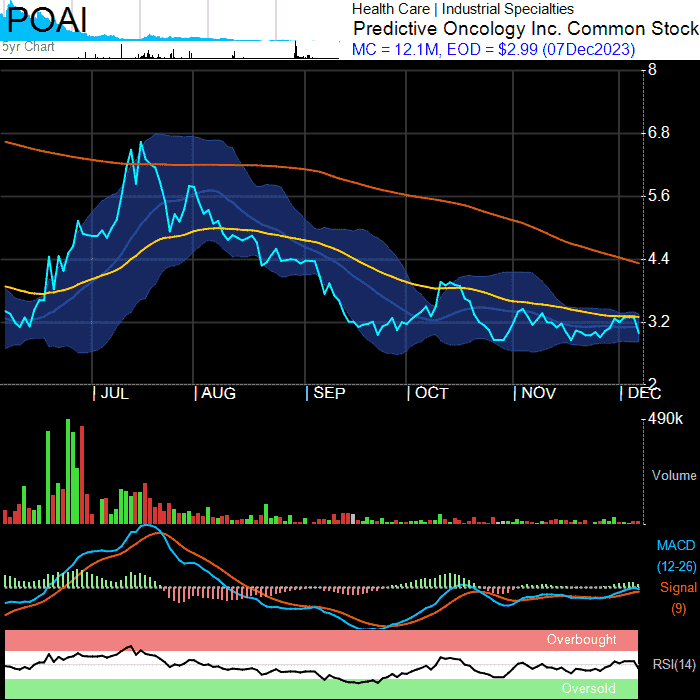 POAI
5yr Chart
Health Care | Industrial Specialties
Predictive Oncology Inc. Common Stock
MC = 12.1M, EOD = $2.99 (07Dec2023)
8
6.8
5.6
4.4
3.2
2
| JUL | AUG | SEP | OCT | NOV | DEC
490k
Volume
MACD
(12-26)
Signal
(9)
Overbought
RSI(14)
Oversold